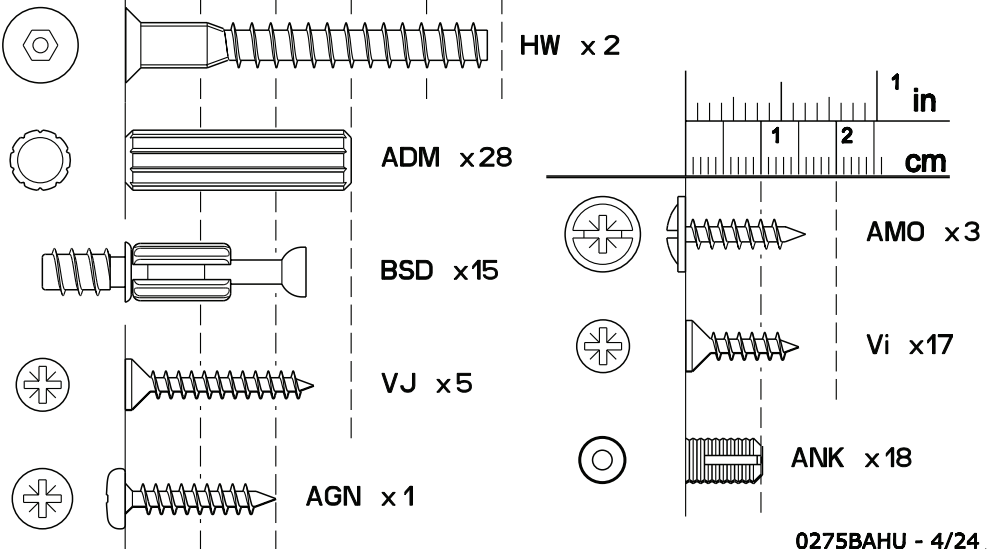 HW x 2
ADM x28
BSD x15
VJ x5
AGN x1
1 in
1 2
cm
AMO x3
Vi x17
ANK x18
0275BAHU - 4/24